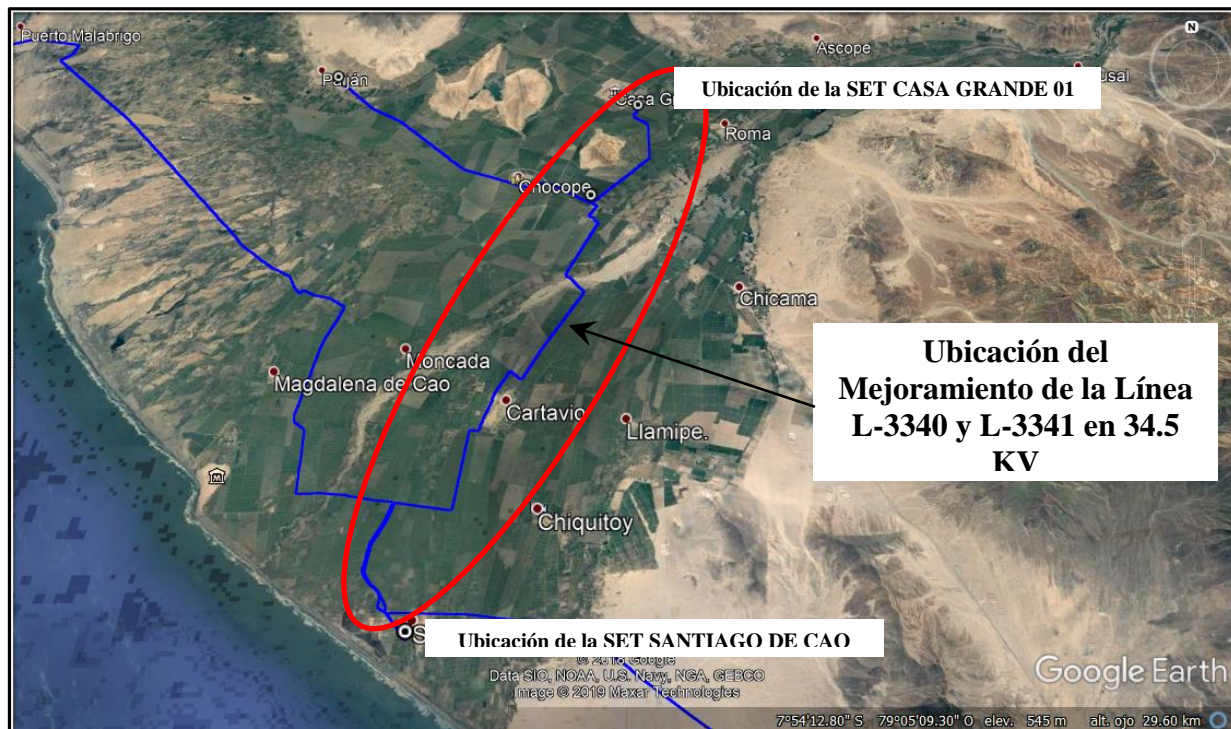 Puerto Malabrigo
Ascope
Paiján
Ubicación de la SET CASA GRANDE 01
Casa G
Roma
Chocope
Chicama
Ubicación del
Mejoramiento de la Línea
L-3340 y L-3341 en 34.5
KV
Moncada
Magdalena de Cao
Cartavio
Llamipe.
Chiquitoy
Ubicación de la SET SANTIAGO DE CAO
© 2018 Google
Data SIO, NOAA, U.S. Navy, NGA, GEBCO
Image © 2019 Maxar Technologies
Google Earth
7°54'12.80" S 79°05'09.30" O elev. 545 m alt. ojo 29.60 km
N
M